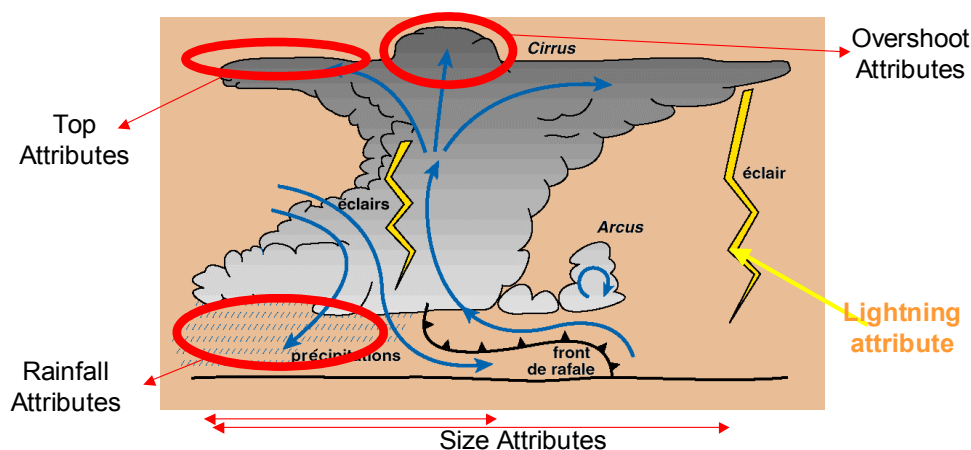 Cirrus
Overshoot
Attributes
Top
Attributes
éclair
éclairs
Arcus
Lightning
attribute
précipitations
front
de rafale
Rainfall
Attributes
Size Attributes